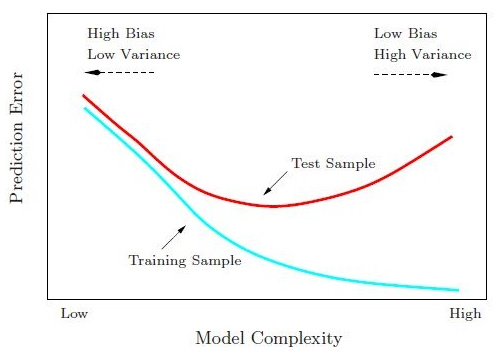 High Bias
Low Variance
Low Bias
High Variance
Prediction Error
Test Sample
Training Sample
Low
High
Model Complexity